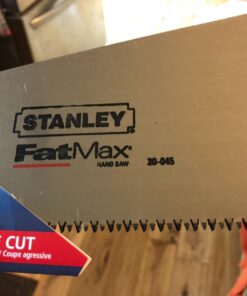 STANLEY®
FatMax®
HAND SAW 20-045
CUT
/ Coupe agressive